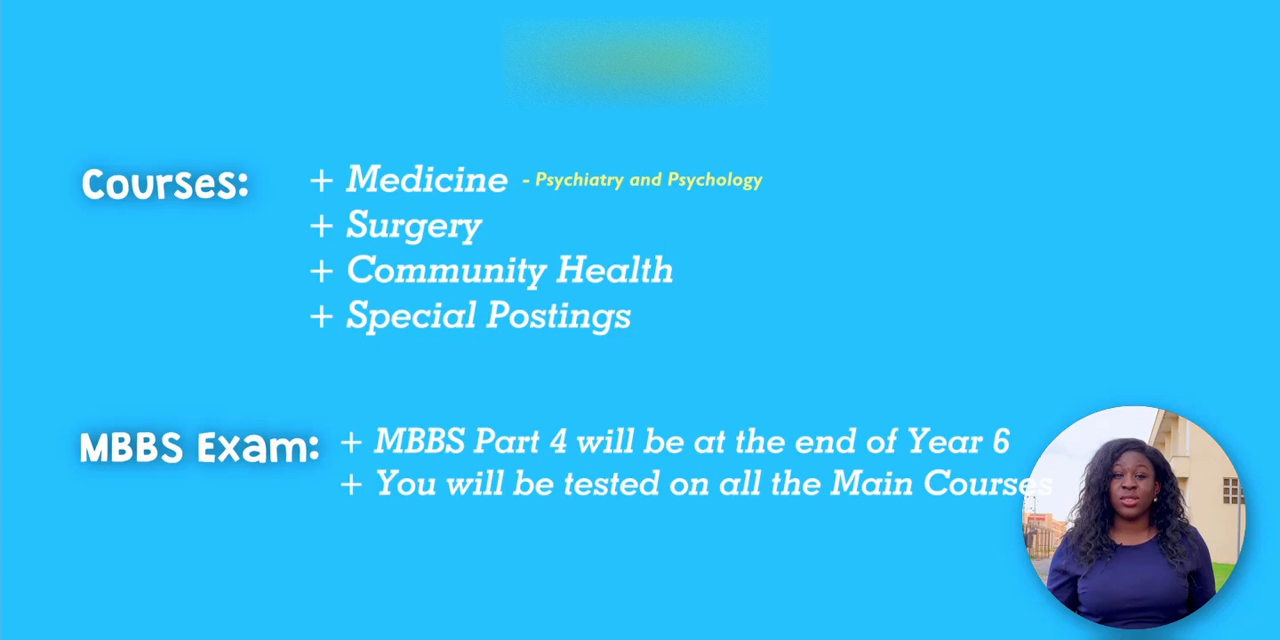 Courses:
+ Medicine - Psychiatry and Psychology
+ Surgery
+ Community Health
+ Special Postings
MBBS Exam:
+ MBBS Part 4 will be at the end of Year 6
+ You will be tested on all the Main Courses